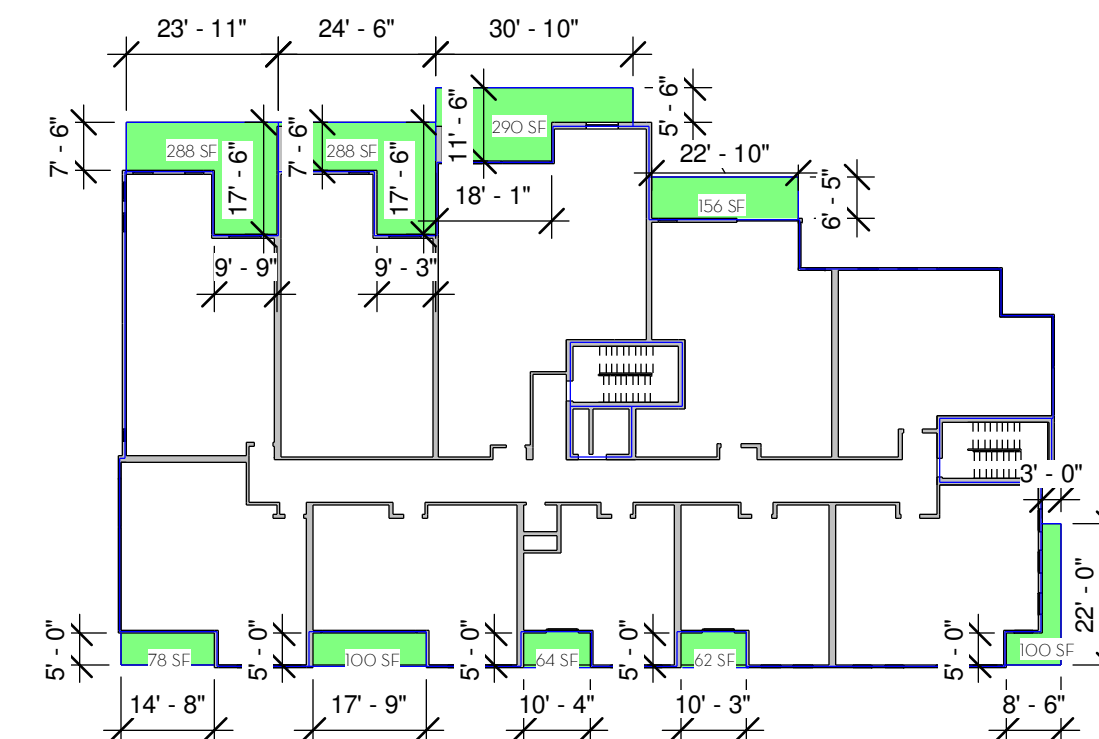 23' - 11"
24' - 6"
30' - 10"
7' - 6"
288 SF
17' - 6"
7' - 6"
288 SF
17' - 6"
11' - 6"
290 SF
5' - 6"
22' - 10"
18' - 1"
156 SF
6' - 5"
9' - 9"
9' - 3"
3' - 0"
22' - 0"
5' - 0"
78 SF
5' - 0"
100 SF
5' - 0"
64 SF
5' - 0"
62 SF
5' - 0"
100 SF
14' - 8"
17' - 9"
10' - 4"
10' - 3"
8' - 6"